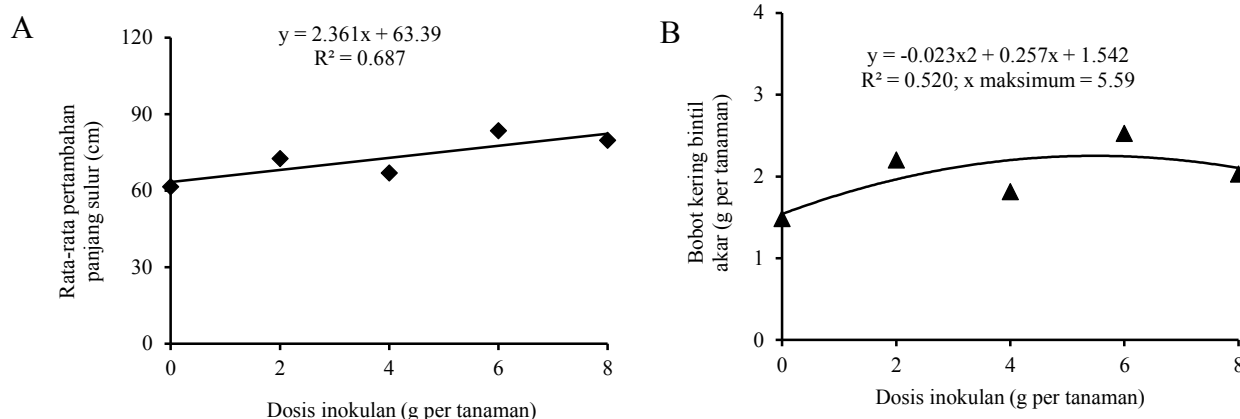 A
y = 2.361x + 63.39
R² = 0.687
120
90
60
30
0
0 2 4 6 8
Rata-rata pertambahan
panjang sulur (cm)
Dosis inokulan (g per tanaman)
B
y = -0.023x2 + 0.257x + 1.542
R² = 0.520; x maksimum = 5.59
4
3
2
1
0
0 2 4 6 8
Bobot kering bintil
akar (g per tanaman)
Dosis inokulan (g per tanaman)